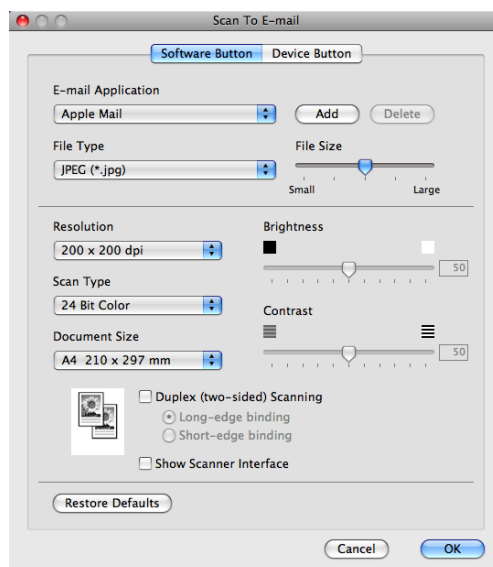 Scan To E-mail
Software Button Device Button
E-mail Application
Apple Mail Add Delete
File Type File Size
JPEG (*.jpg)
Small Large
Resolution Brightness
200 x 200 dpi
50
Scan Type
24 Bit Color
Contrast
Document Size
A4 210 x 297 mm 50
Duplex (two-sided) Scanning
Long-edge binding
Short-edge binding
Show Scanner Interface
Restore Defaults
Cancel OK